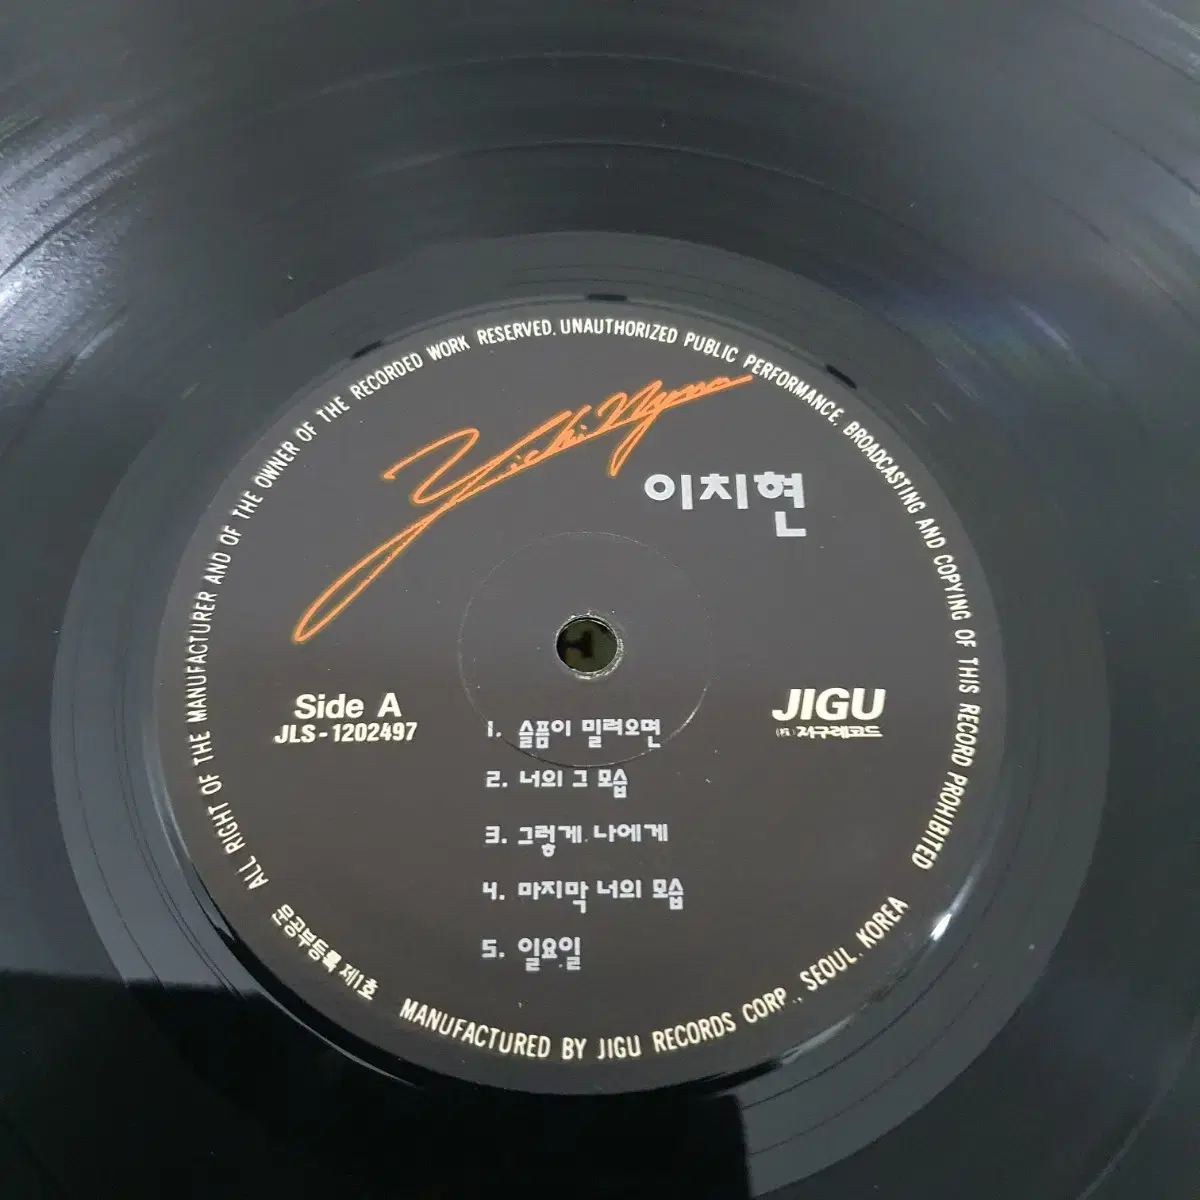 ALL RIGHT OF THE MANUFACTURER AND OF THE OWNER OF THE RECORDED WORK RESERVED. UNAUTHORIZED PUBLIC PERFORMANCE. BROADCASTING AND COPYING OF THIS RECORD PROHIBITED
이치현
Side A
JLS-1202497
JIGU
(株)지구레코드
1. 슬픔이 밀려오면
2. 너의 그 모습
3. 그렇게 나에게
4. 마지막 너의 모습
5. 일요일
문공부등록 제1호
MANUFACTURED BY JIGU RECORDS CORP., SEOUL. KOREA